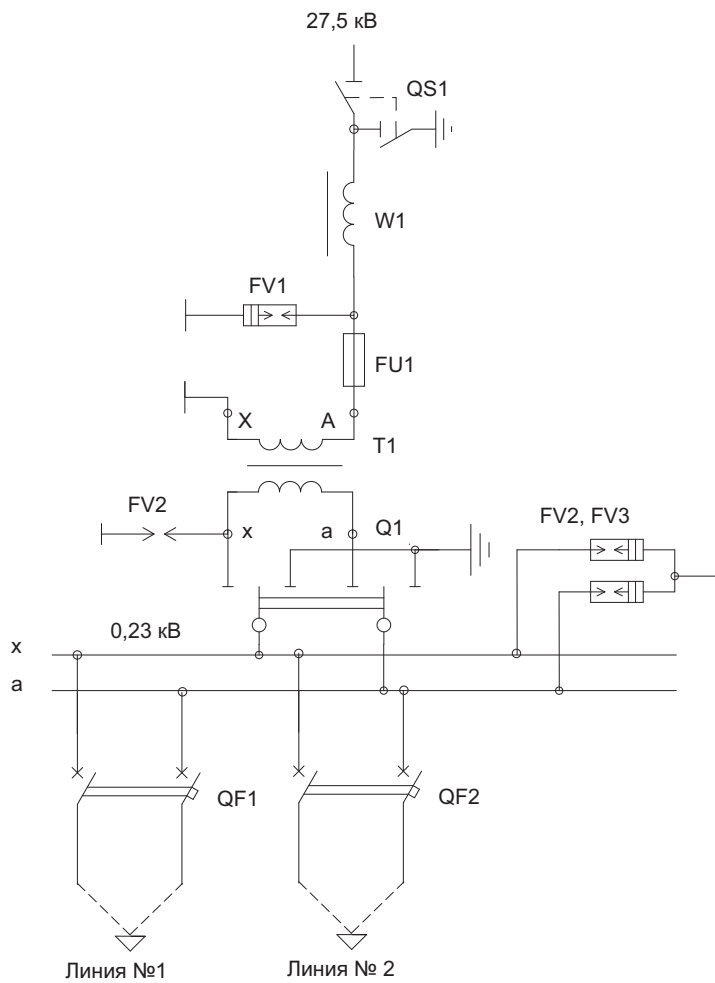 27,5 кВ
QS1
W1
FV1
FU1
X A
T1
FV2
x a Q1
FV2, FV3
0,23 кВ
x
a
QF1
QF2
Линия №1
Линия № 2